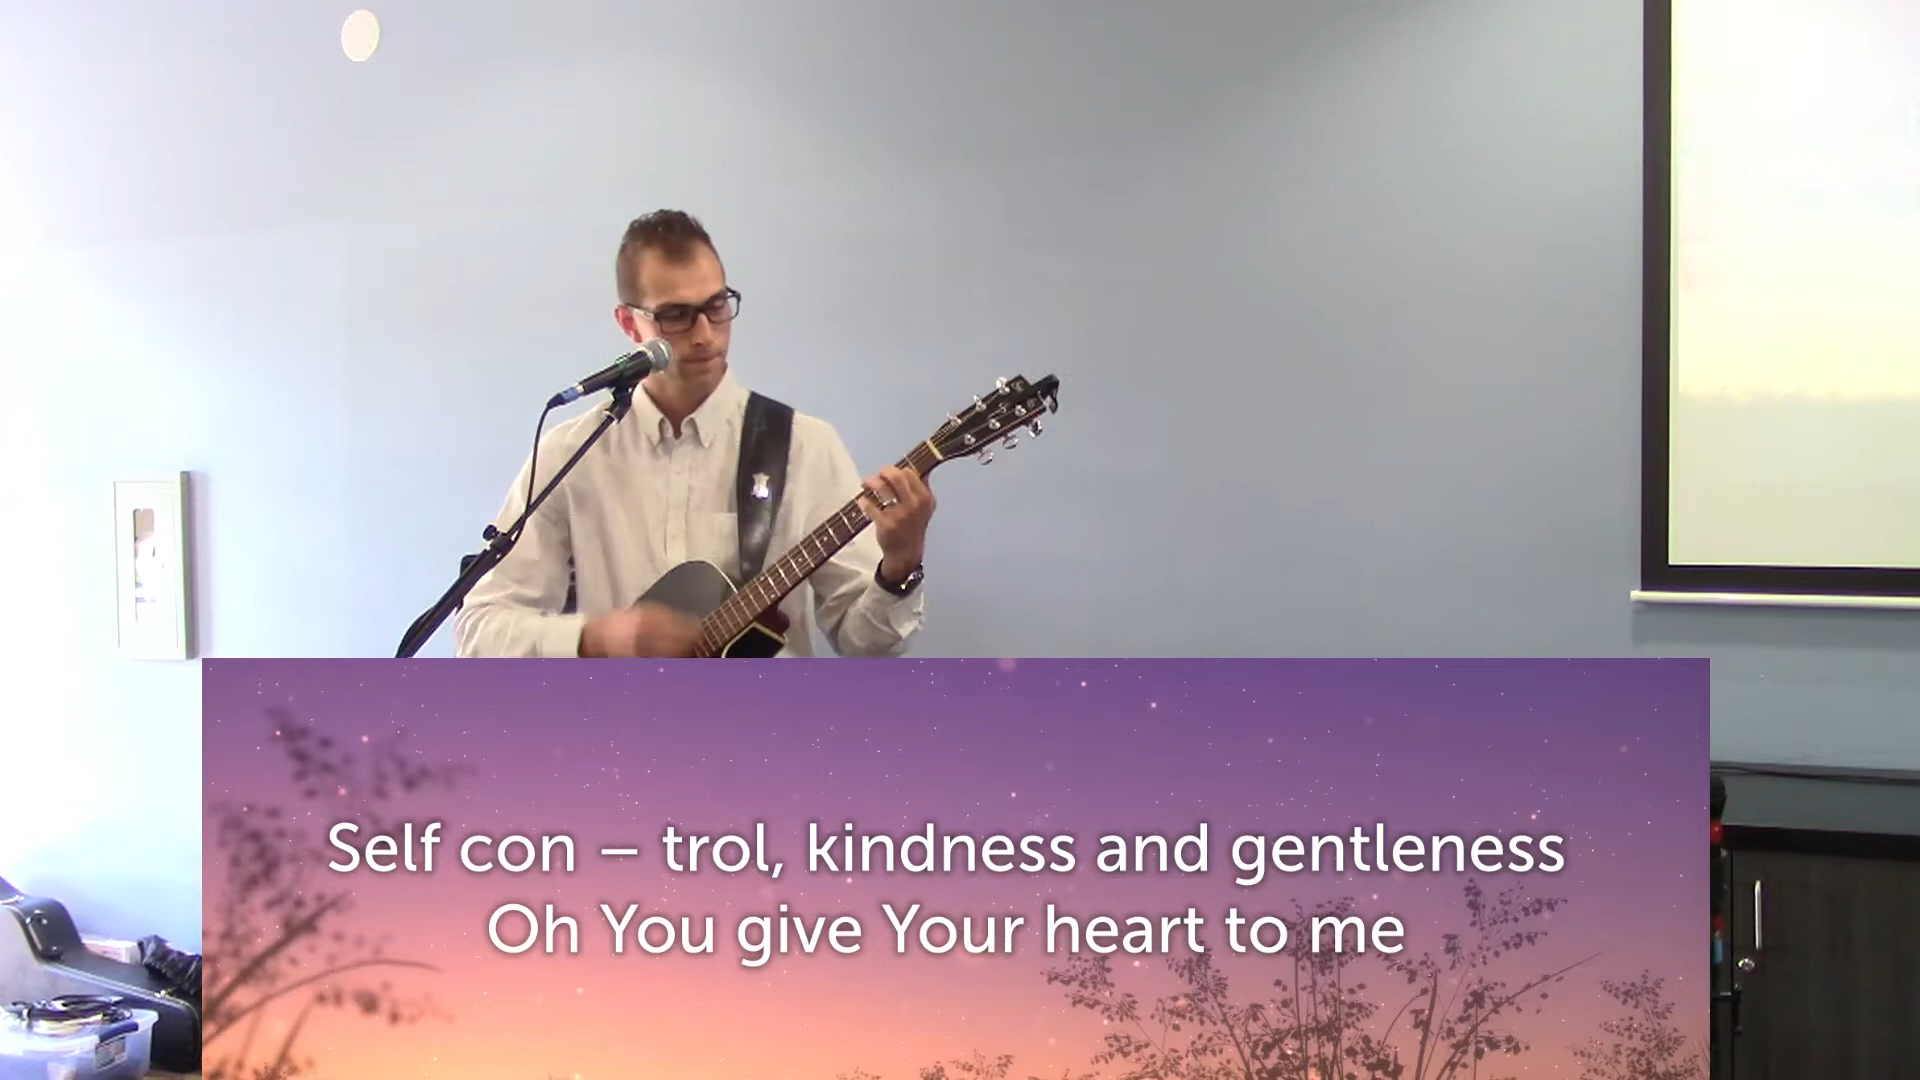 Self con – trol, kindness and gentleness
Oh You give Your heart to me